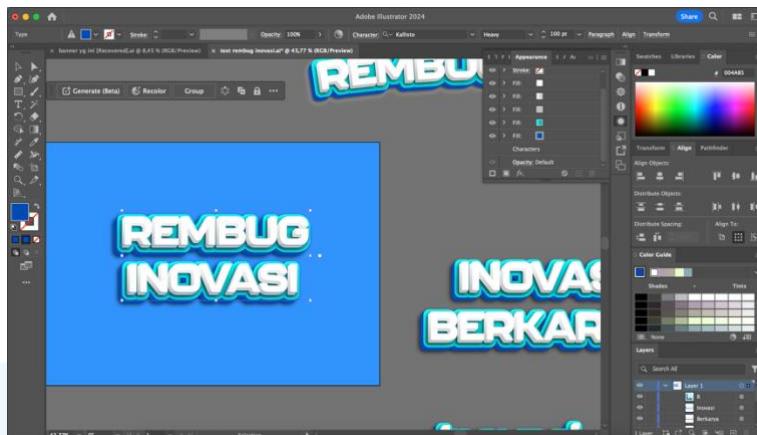 Adobe Illustrator 2024
Share
Type
Stroke:
Opacity: 100%
Character: Kallisto
Heavy
100 pt
Paragraph
Align
Transform
× banner yg ini [Recovered].ai @ 8,45 % (RGB/Preview)
× text rembug inovasi.ai* @ 43,77 % (RGB/Preview)
Generate (Beta)
Recolor
Group
REMBUG
INOVASI
REMBU
INOVAS
BERKAR
Appearance
Stroke:
Fill:
Fill:
Fill:
Fill:
Fill:
Characters
Opacity: Default
fx.
Swatches
Libraries
Color
# 004AB5
Transform
Align
Pathfinder
Align Objects:
Distribute Objects:
Distribute Spacing:
Align To:
Color Guide
Shades
Tints
None
Layers
Search All
Layer 1
R
Inovasi
Berkarya
1 Layer